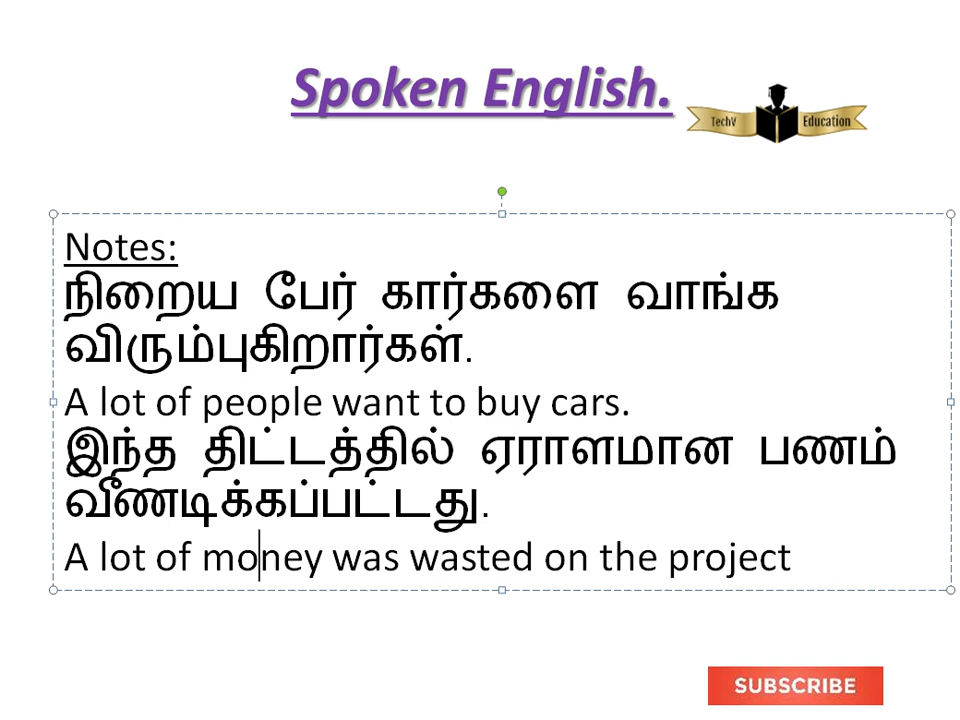 Spoken English.
TechV Education
Notes:
நிறைய பேர் கார்களை வாங்க
விரும்புகிறார்கள்.
A lot of people want to buy cars.
இந்த திட்டத்தில் ஏராளமான பணம்
வீணடிக்கப்பட்டது.
A lot of money was wasted on the project
SUBSCRIBE